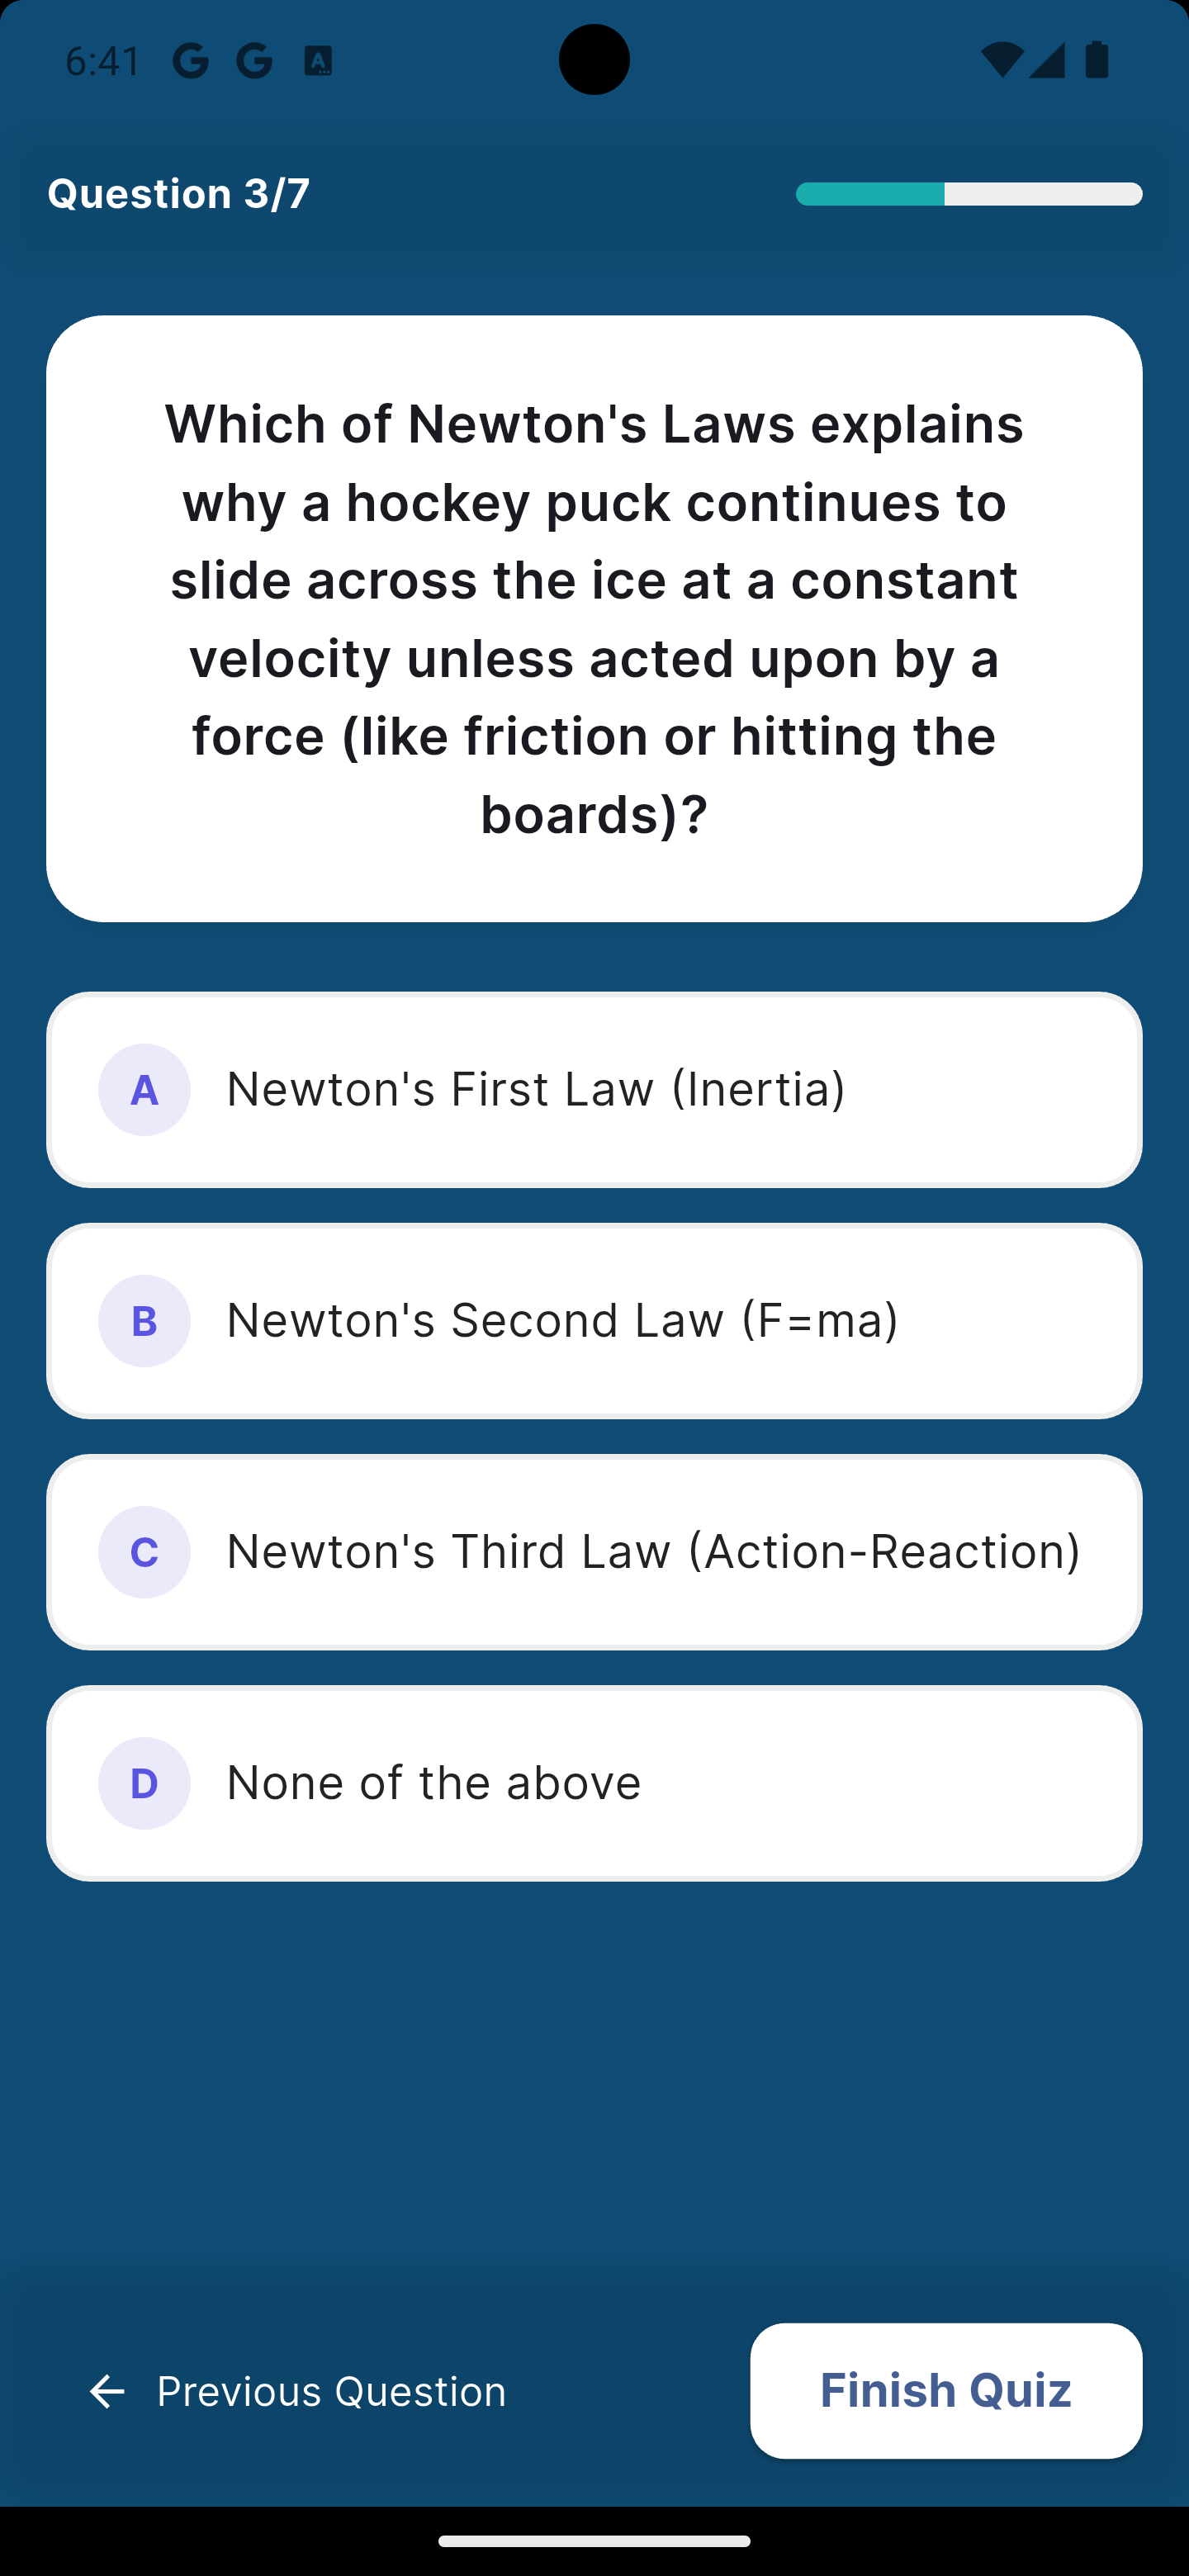 6:41
Question 3/7
Which of Newton's Laws explains
why a hockey puck continues to
slide across the ice at a constant
velocity unless acted upon by a
force (like friction or hitting the
boards)?
A Newton's First Law (Inertia)
B Newton's Second Law (F=ma)
C Newton's Third Law (Action-Reaction)
D None of the above
← Previous Question
Finish Quiz